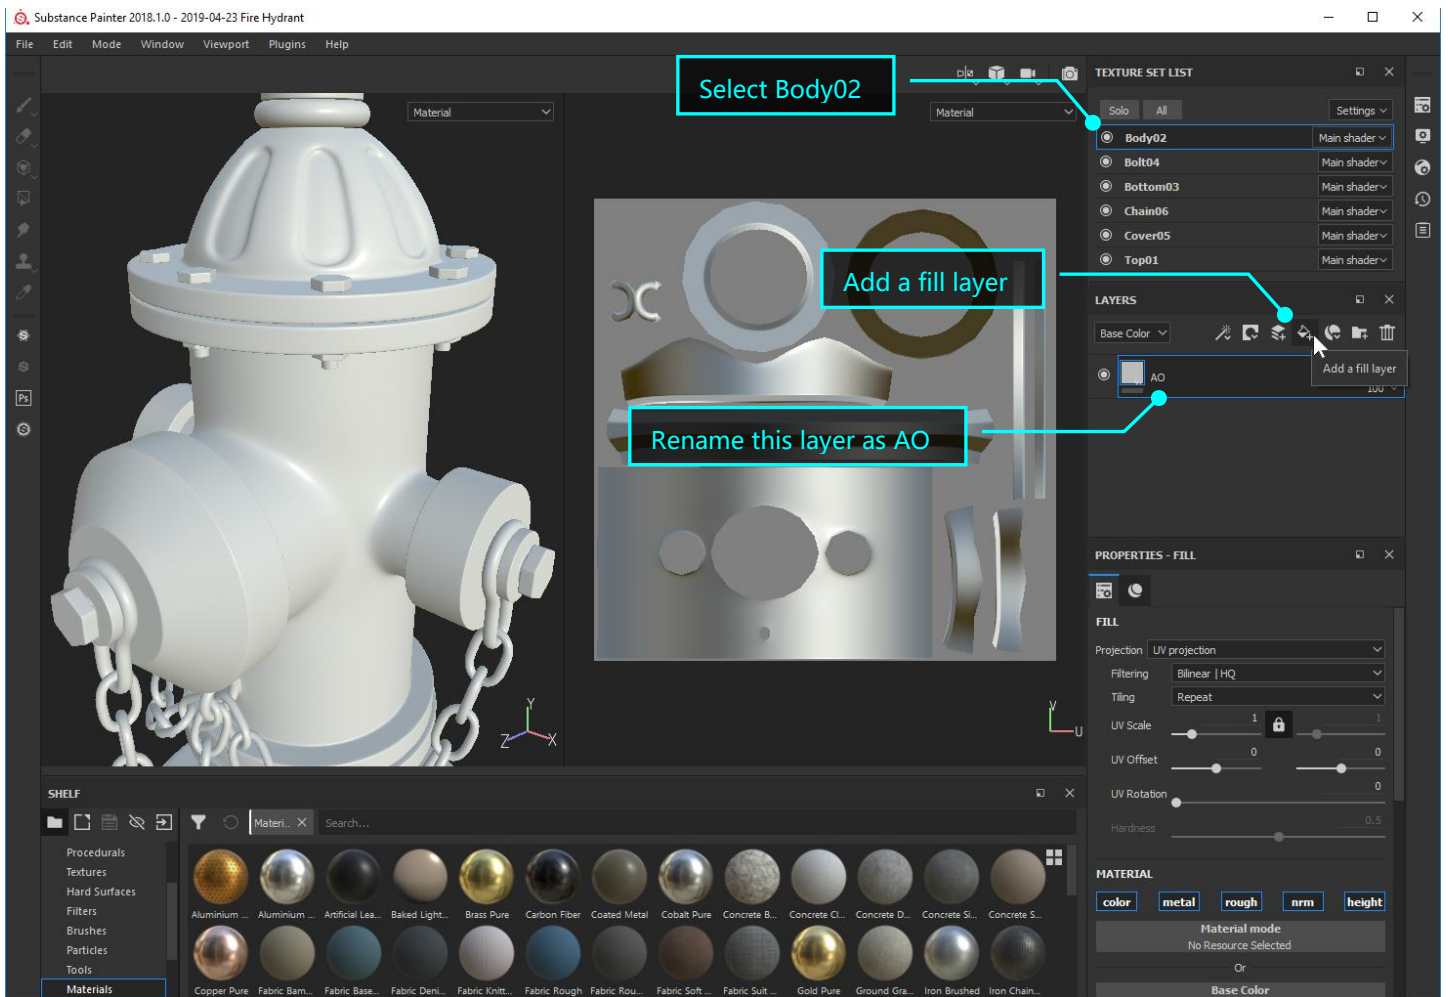 Substance Painter 2018.1.0 - 2019-04-23 Fire Hydrant
File Edit Mode Window Viewport Plugins Help
Select Body02
TEXTURE SET LIST
Material
Material
Solo All Settings
Body02 Main shader
Bolt04 Main shader
Bottom03 Main shader
Chain06 Main shader
Cover05 Main shader
Top01 Main shader
Add a fill layer
LAYERS
Base Color
Add a fill layer
AO
100
Rename this layer as AO
PROPERTIES - FILL
FILL
Projection UV projection
Filtering Bilinear | HQ
Tiling Repeat
UV Scale 1 1
UV Offset 0 0
UV Rotation 0
Hardness 0.5
Y
Z X
V
U
Ps
MATERIAL
color metal rough nrm height
Material mode
No Resource Selected
Or
Base Color
SHELF
Materi.. Search...
Procedurals
Textures
Hard Surfaces
Filters
Brushes
Particles
Tools
Materials
Aluminium ... Aluminium ... Artificial Lea... Baked Light... Brass Pure Carbon Fiber Coated Metal Cobalt Pure Concrete B... Concrete Cl... Concrete D... Concrete Si... Concrete S...
Copper Pure Fabric Bam... Fabric Base... Fabric Deni... Fabric Knitt... Fabric Rough Fabric Rou... Fabric Soft ... Fabric Suit ... Gold Pure Ground Gra... Iron Brushed Iron Chain...